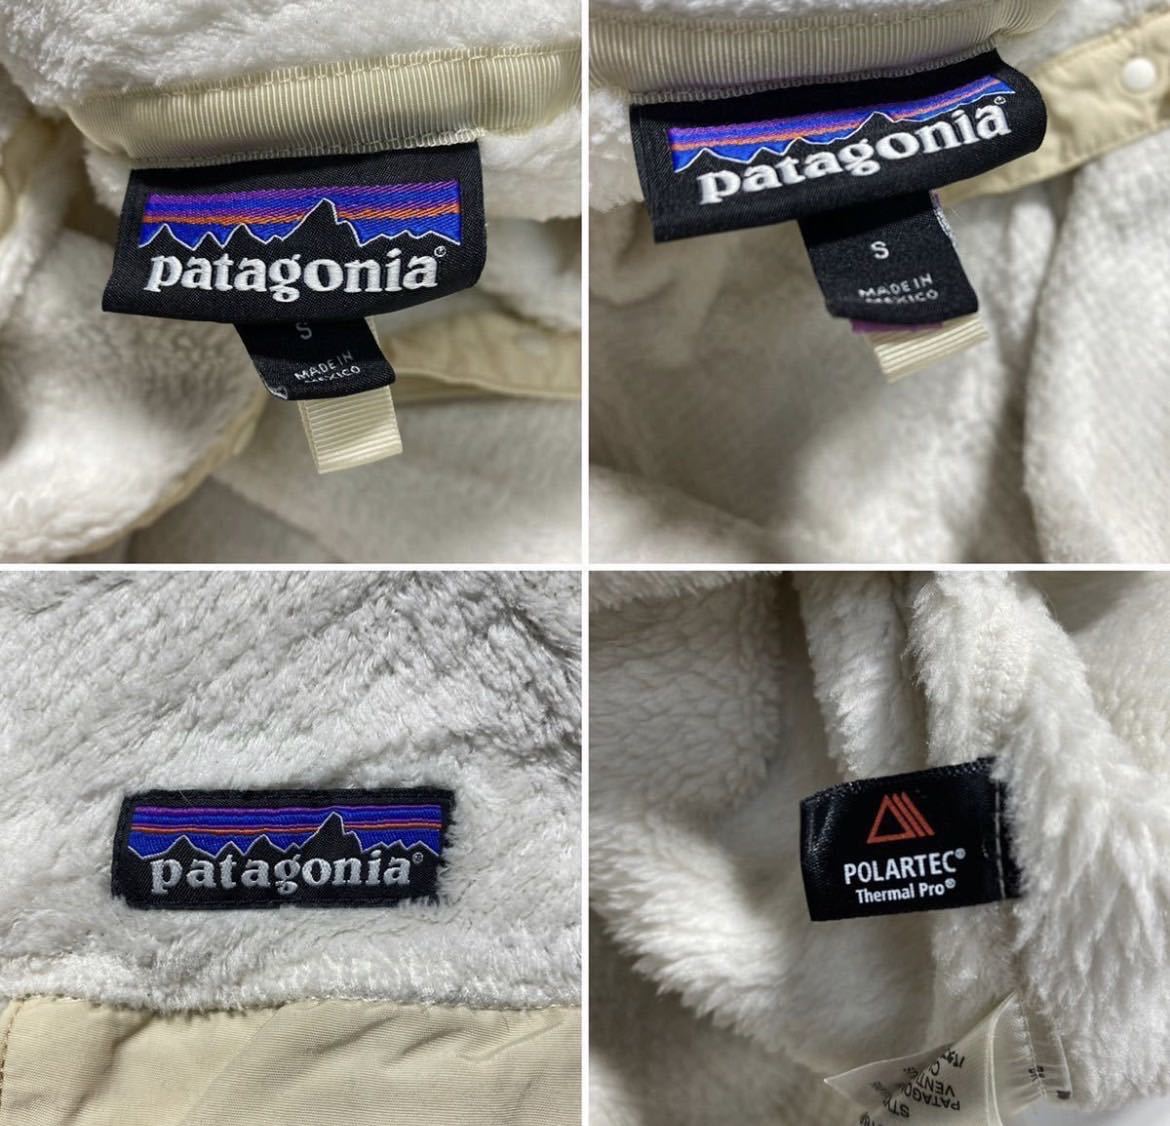 patagonia®
S
MADE IN
MEXICO
patagonia®
S
MADE IN
MEXICO
patagonia®
POLARTEC®
Thermal Pro®